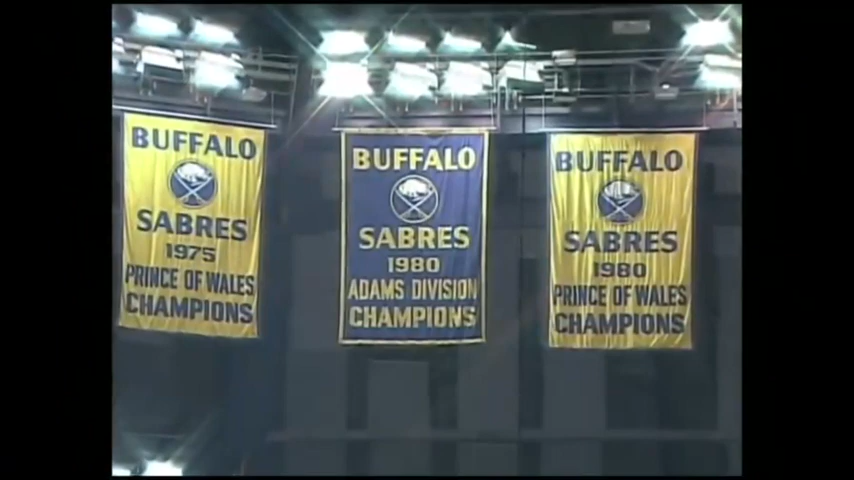 BUFFALO
SABRES
1975
PRINCE OF WALES
CHAMPIONS
BUFFALO
SABRES
1980
ADAMS DIVISION
CHAMPIONS
BUFFALO
SABRES
1980
PRINCE OF WALES
CHAMPIONS